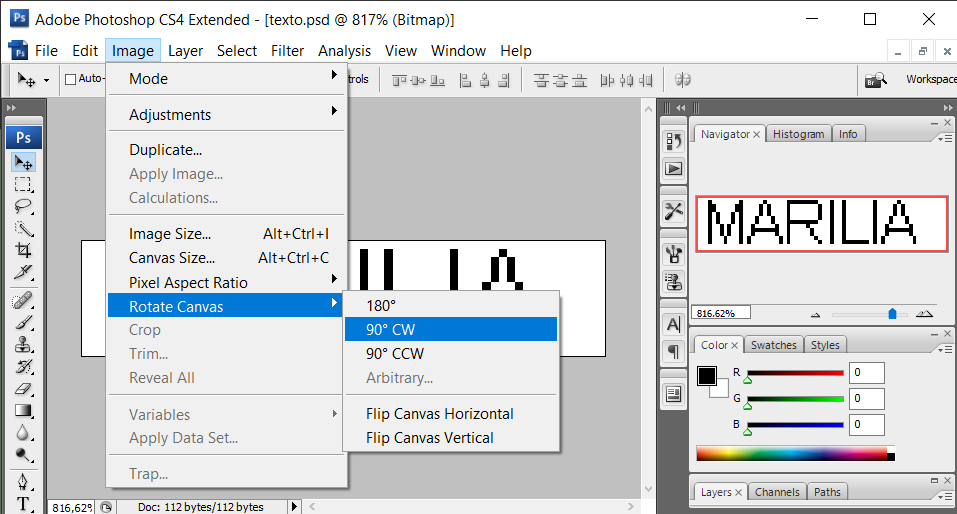 Adobe Photoshop CS4 Extended - [texto.psd @ 817% (Bitmap)]
File Edit Image Layer Select Filter Analysis View Window Help
Auto- Workspace
Mode
Adjustments
Duplicate...
Apply Image...
Calculations...
Image Size... Alt+Ctrl+I
Canvas Size... Alt+Ctrl+C
Pixel Aspect Ratio
Rotate Canvas
Crop
Trim...
Reveal All
Variables
Apply Data Set...
Trap...
180°
90° CW
90° CCW
Arbitrary...
Flip Canvas Horizontal
Flip Canvas Vertical
Navigator Histogram Info
MARILIA
816.62%
Color Swatches Styles
R 0
G 0
B 0
Layers Channels Paths
816,62% Doc: 112 bytes/112 bytes